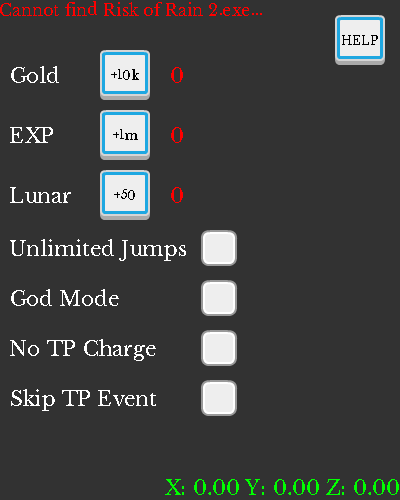 Cannot find Risk of Rain 2.exe...
HELP
Gold +10k 0
EXP +1m 0
Lunar +50 0
Unlimited Jumps
God Mode
No TP Charge
Skip TP Event
X: 0.00 Y: 0.00 Z: 0.00